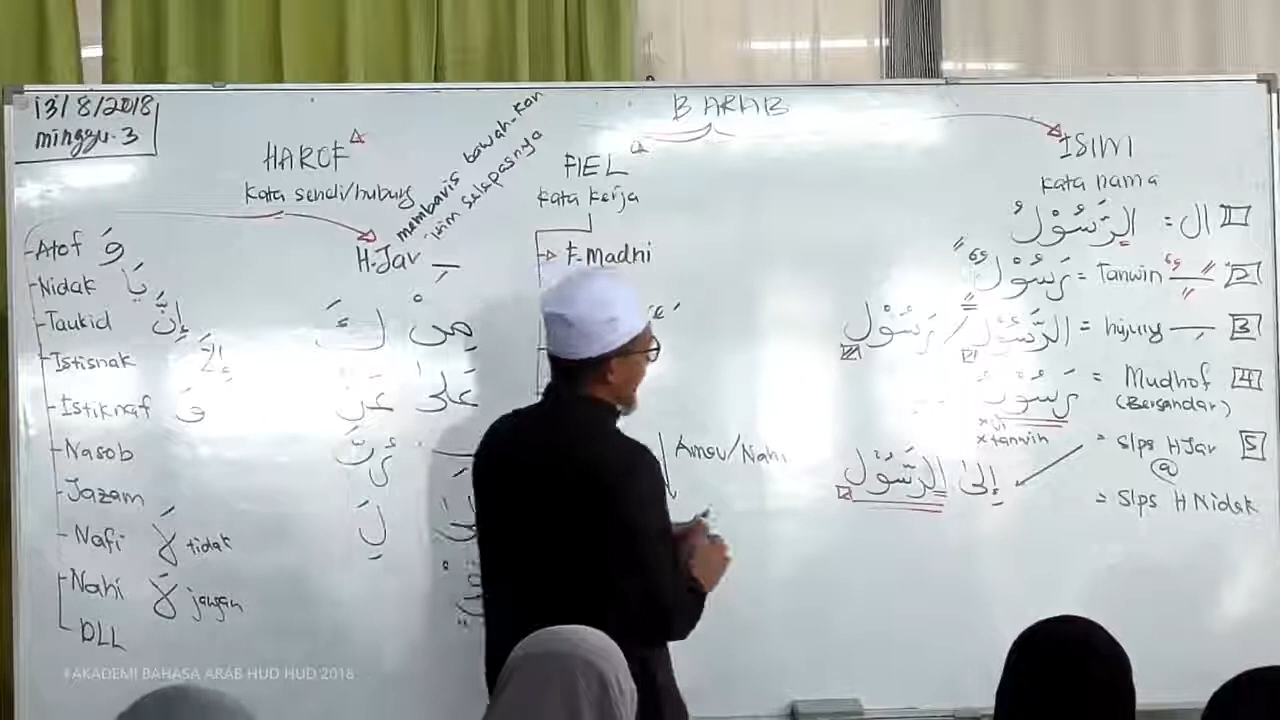 13/8/2018
minggu.3
B ARAB
HAROF
Kata sendi/hubung
H.Jar
membaris bawah-kan
isim selepasnya
Atof وَ
Nidak يَا
Taukid إِنَّ
Istisnak إِلَّا
Istiknaf وَ
Nasob
Jazam
Nafi لَا tidak
Nahi لَا jangan
DLL
مِنْ كَ
عَلَى عَنْ
رُبَّ
لِ
FIEL
Kata Kerja
F. Madhi
Amou/Nahi
ISIM
Kata nama
1 ال = الرَّسُوْلُ
2 Tanwin = رَسُوْلٌ
3 hujung = الرَّسُوْلِ / رَسُوْلٍ
4 Mudhof = رَسُوْلُ
(Bersandar)
x ال
x tanwin
5 = Slps HJar إِلَى الرَّسُوْلِ
@
= Slps H Nidak
#AKADEMI BAHASA ARAB HUD HUD 2018